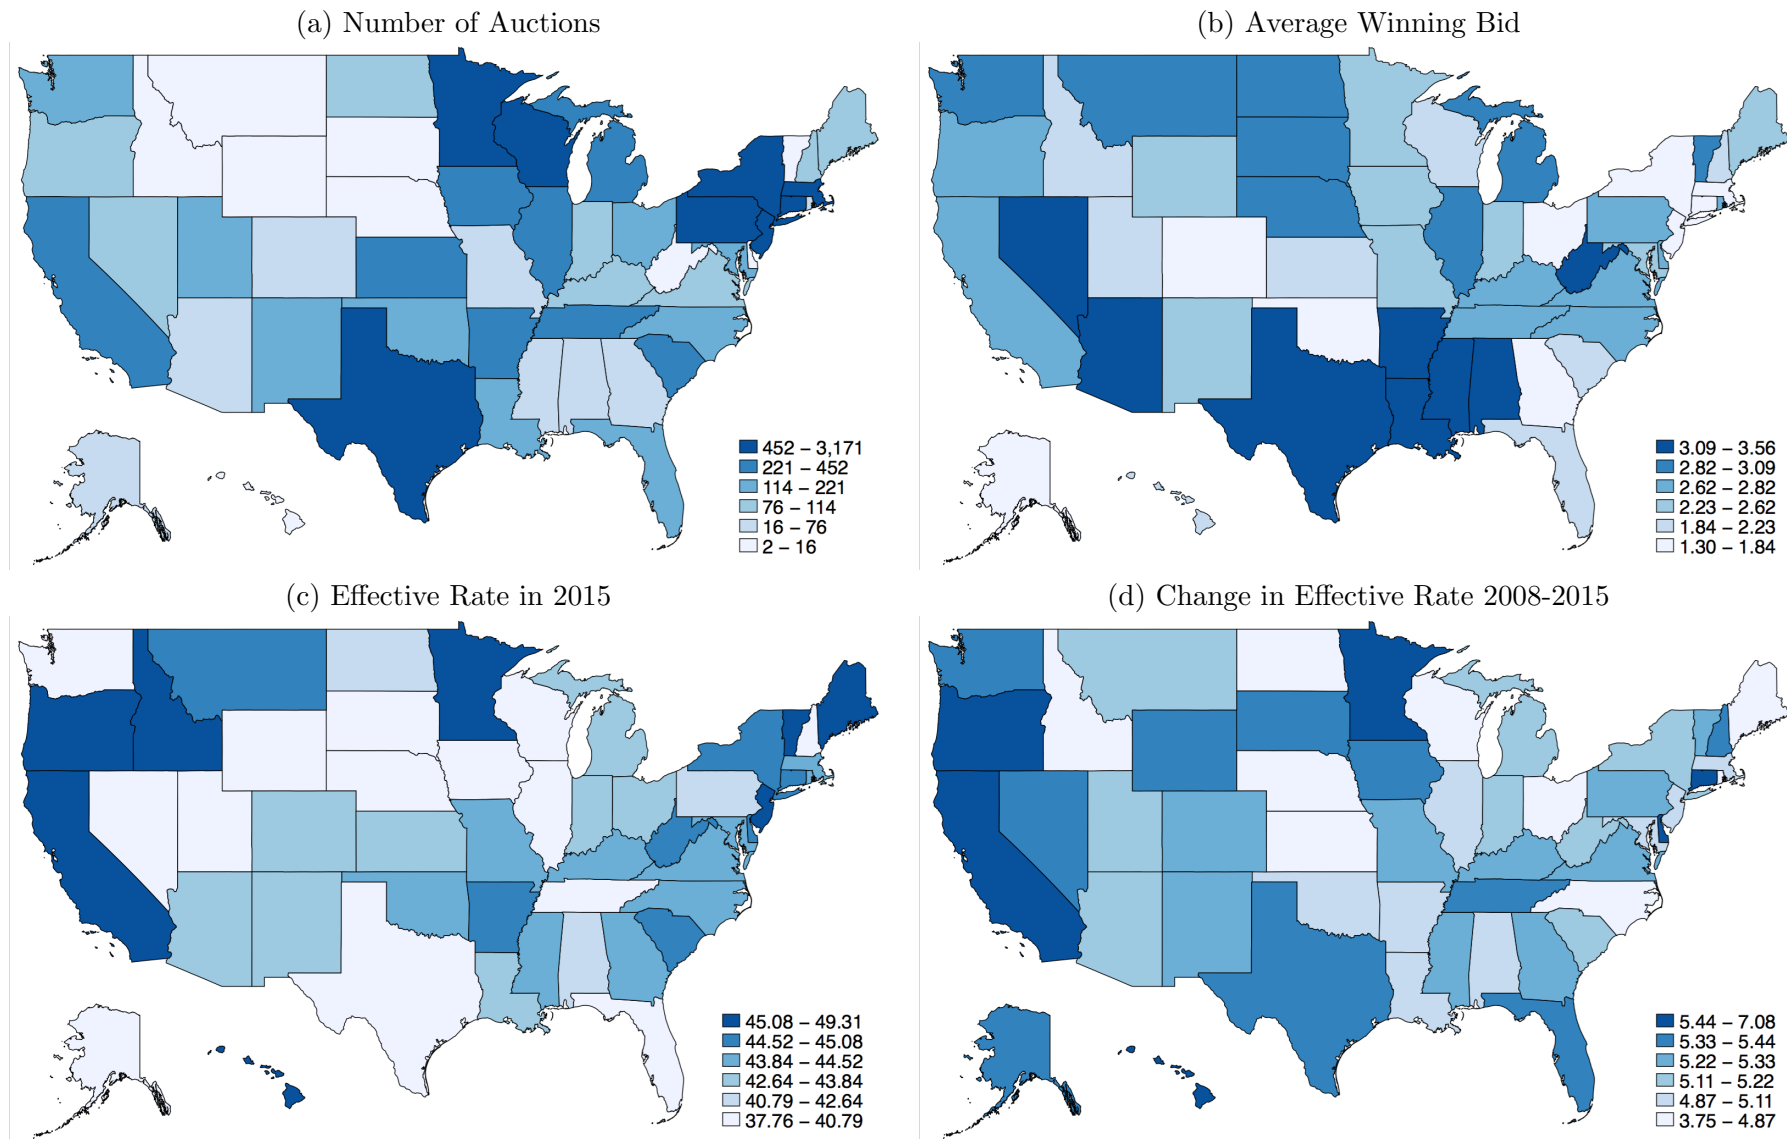 (a) Number of Auctions
(b) Average Winning Bid
452 – 3,171
221 – 452
114 – 221
76 – 114
16 – 76
2 – 16
3.09 – 3.56
2.82 – 3.09
2.62 – 2.82
2.23 – 2.62
1.84 – 2.23
1.30 – 1.84
(c) Effective Rate in 2015
(d) Change in Effective Rate 2008-2015
45.08 – 49.31
44.52 – 45.08
43.84 – 44.52
42.64 – 43.84
40.79 – 42.64
37.76 – 40.79
5.44 – 7.08
5.33 – 5.44
5.22 – 5.33
5.11 – 5.22
4.87 – 5.11
3.75 – 4.87